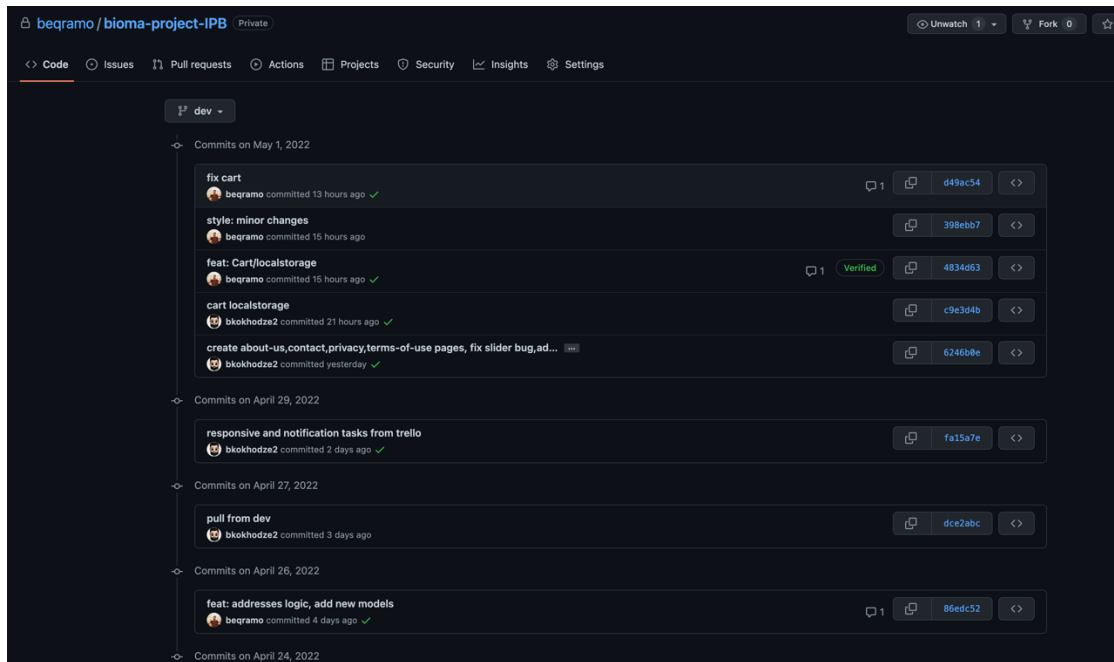 beqramo / bioma-project-IPB Private
Unwatch 1 Fork 0
<> Code Issues Pull requests Actions Projects Security Insights Settings
dev
Commits on May 1, 2022
fix cart
1 d49ac54 <>
beqramo committed 13 hours ago ✓
style: minor changes
398ebb7 <>
beqramo committed 15 hours ago
feat: Cart/localstorage
1 Verified 4834d63 <>
beqramo committed 15 hours ago ✓
cart localstorage
c9e3d4b <>
bkokhodze2 committed 21 hours ago ✓
create about-us,contact,privacy,terms-of-use pages, fix slider bug,ad... …
6246b0e <>
bkokhodze2 committed yesterday ✓
Commits on April 29, 2022
responsive and notification tasks from trello
fa15a7e <>
bkokhodze2 committed 2 days ago ✓
Commits on April 27, 2022
pull from dev
dce2abc <>
bkokhodze2 committed 3 days ago
Commits on April 26, 2022
feat: addresses logic, add new models
1 86edc52 <>
beqramo committed 4 days ago ✓
Commits on April 24, 2022